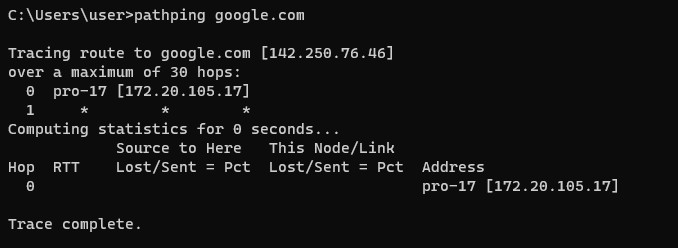 C:\Users\user>pathping google.com
Tracing route to google.com [142.250.76.46]
over a maximum of 30 hops:
  0  pro-17 [172.20.105.17]
  1     *        *        *
Computing statistics for 0 seconds...
            Source to Here   This Node/Link
Hop  RTT    Lost/Sent = Pct  Lost/Sent = Pct  Address
  0                                           pro-17 [172.20.105.17]
Trace complete.